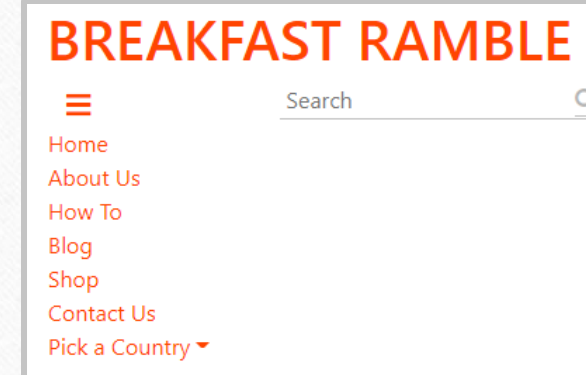 BREAKFAST RAMBLE
Search
Home
About Us
How To
Blog
Shop
Contact Us
Pick a Country